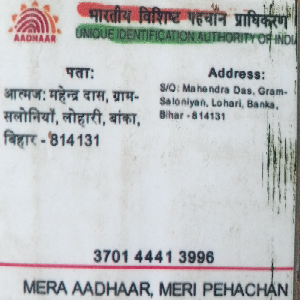 भारतीय विशिष्ट पहचान प्राधिकरण
AADHAAR
UNIQUE IDENTIFICATION AUTHORITY OF INDI
पता:
आत्मज: महेन्द्र दास, ग्राम-
सलोनियाँ, लोहारी, बांका,
बिहार - 814131
Address:
S/O: Mahendra Das, Gram-
Saloniyan, Lohari, Banka,
Bihar - 814131
3701 4441 3996
MERA AADHAAR, MERI PEHACHAN